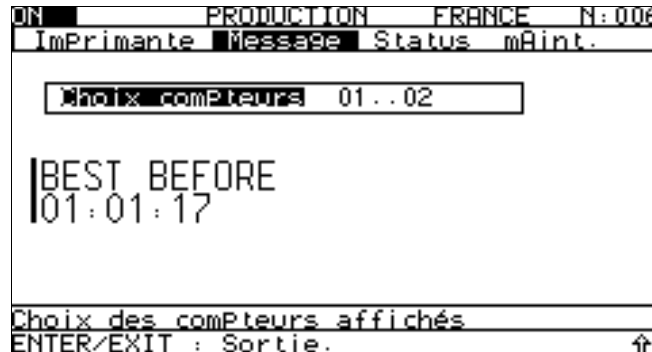 ON PRODUCTION FRANCE N:006
Imprimante Message Status mAint.
Choix compteurs 01..02
BEST BEFORE
01:01:17
Choix des compteurs affichés
ENTER/EXIT : Sortie.